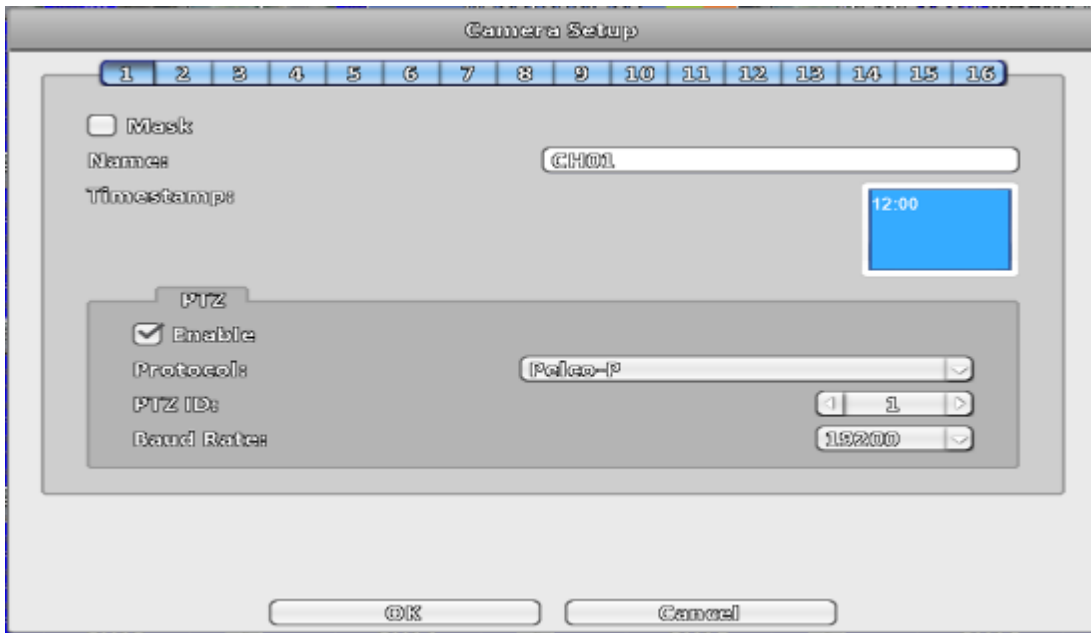 Camera Setup
1 2 3 4 5 6 7 8 9 10 11 12 13 14 15 16
Mask
Name: CH01
Timestamp:
12:00
PTZ
Enable
Protocol: Pelco-P
PTZ ID: 1
Baud Rate: 19200
OK Cancel